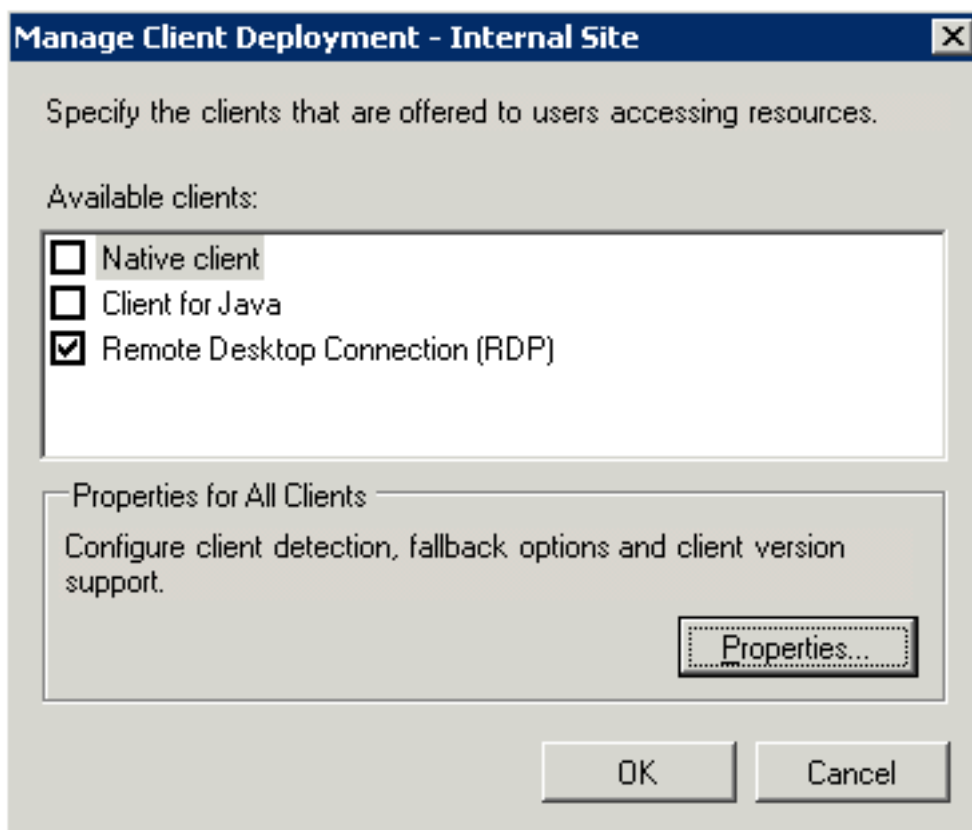 Manage Client Deployment - Internal Site
Specify the clients that are offered to users accessing resources.
Available clients:
Native client
Client for Java
Remote Desktop Connection (RDP)
Properties for All Clients
Configure client detection, fallback options and client version
support.
Properties...
OK Cancel